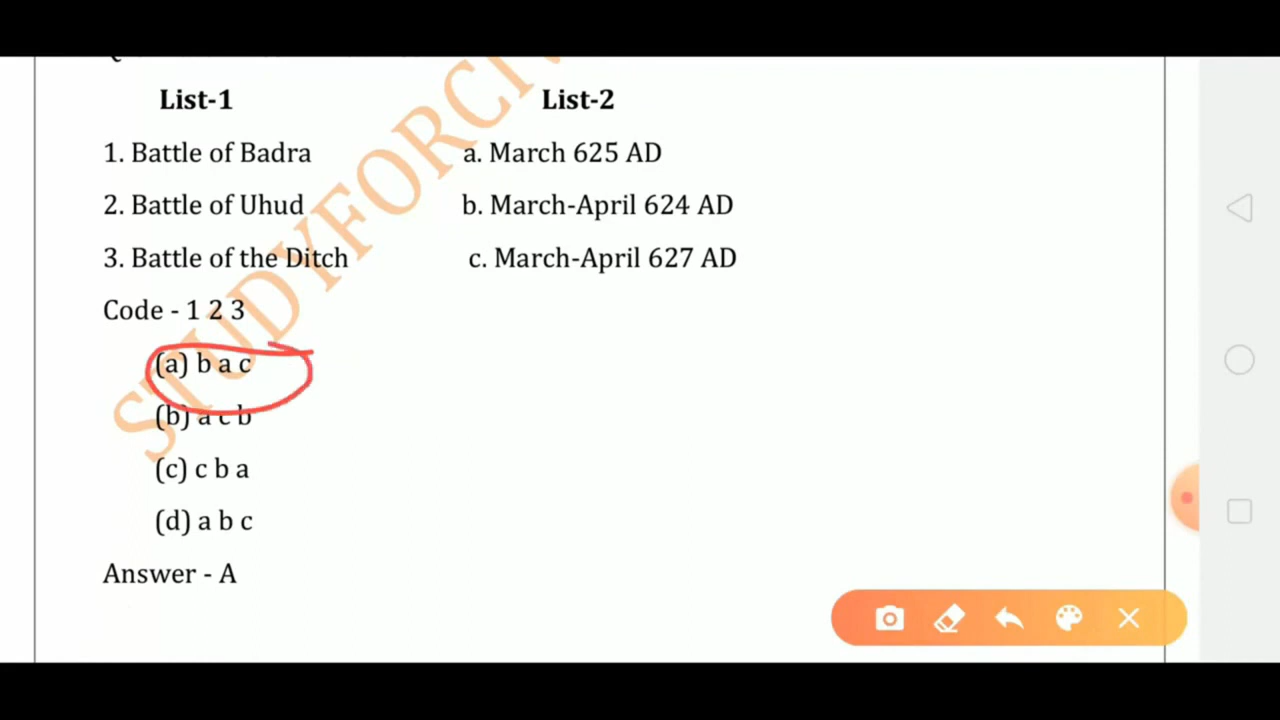 List-1 List-2
1. Battle of Badra a. March 625 AD
2. Battle of Uhud b. March-April 624 AD
3. Battle of the Ditch c. March-April 627 AD
Code - 1 2 3
(a) b a c
(b) a c b
(c) c b a
(d) a b c
Answer - A
STUDYFORCIV